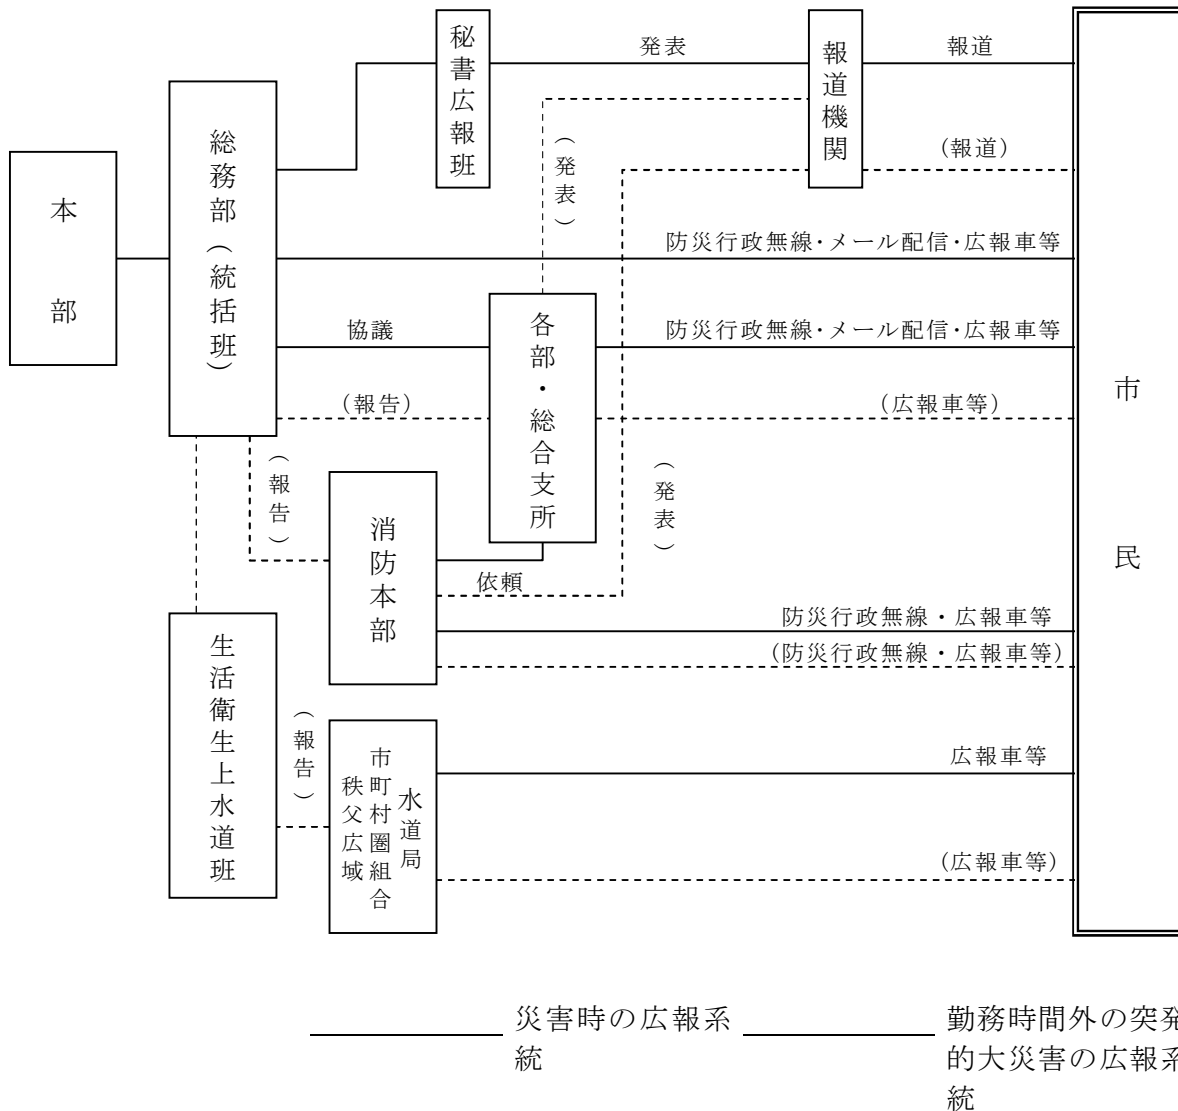 本部
総務部(統括班)
秘書広報班
発表
報道機関
報道
(発表)
(報道)
防災行政無線・メール配信・広報車等
協議
各部・総合支所
防災行政無線・メール配信・広報車等
(報告)
(広報車等)
(報告)
消防本部
(発表)
依頼
防災行政無線・広報車等
(防災行政無線・広報車等)
生活衛生上水道班
(報告)
秩父広域
市町村圏組合
水道局
広報車等
(広報車等)
市民
災害時の広報系
統
勤務時間外の突発
的大災害の広報系
統